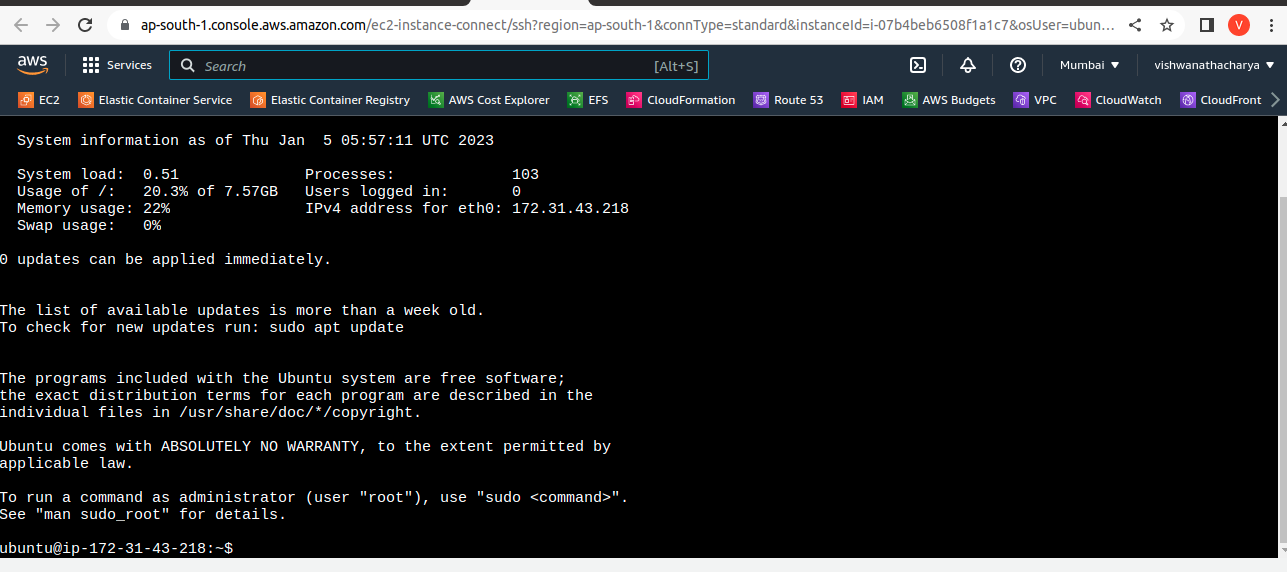 ap-south-1.console.aws.amazon.com/ec2-instance-connect/ssh?region=ap-south-1&connType=standard&instanceId=i-07b4beb6508f1a1c7&osUser=ubun... V
aws Services Search [Alt+S] Mumbai vishwanathacharya
EC2 Elastic Container Service Elastic Container Registry AWS Cost Explorer EFS CloudFormation Route 53 IAM AWS Budgets VPC CloudWatch CloudFront
System information as of Thu Jan  5 05:57:11 UTC 2023
System load:  0.51              Processes:             103
Usage of /:   20.3% of 7.57GB   Users logged in:       0
Memory usage: 22%               IPv4 address for eth0: 172.31.43.218
Swap usage:   0%
0 updates can be applied immediately.
The list of available updates is more than a week old.
To check for new updates run: sudo apt update
The programs included with the Ubuntu system are free software;
the exact distribution terms for each program are described in the
individual files in /usr/share/doc/*/copyright.
Ubuntu comes with ABSOLUTELY NO WARRANTY, to the extent permitted by
applicable law.
To run a command as administrator (user "root"), use "sudo <command>".
See "man sudo_root" for details.
ubuntu@ip-172-31-43-218:~$